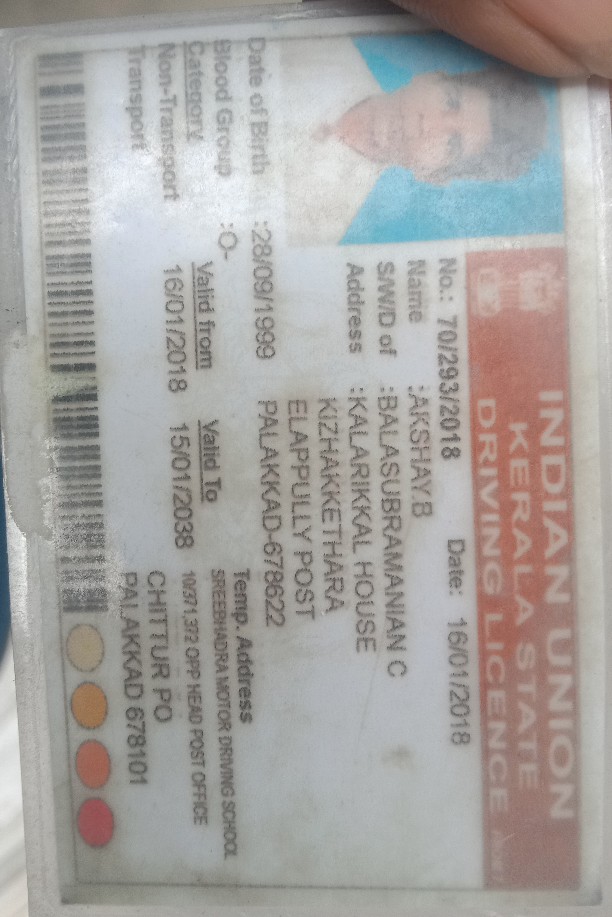 INDIAN UNION
KERALA STATE
DRIVING LICENCE
No.: 70/293/2018 Date: 16/01/2018
Name :AKSHAY.B
S/W/D of :BALASUBRAMANIAN C
Address :KALARIKKAL HOUSE
KIZHAKKETHARA
ELAPPULLY POST
PALAKKAD-678622
Date of Birth :28/09/1999
Blood Group :O-
Category Valid from Valid To
Non-Transport 16/01/2018 15/01/2038
Transport
Temp. Address
SREEBHADRA MOTOR DRIVING SCHOOL
10/371,372 OPP HEAD POST OFFICE
CHITTUR PO
PALAKKAD 678101